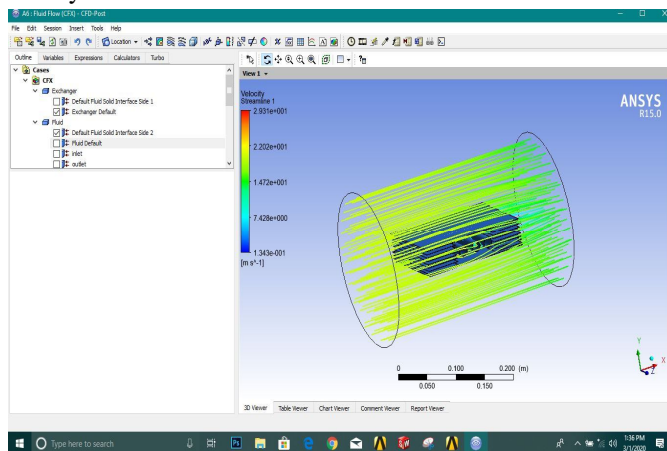 A6 : Fluid Flow (CFX) - CFD-Post
File Edit Session Insert Tools Help
Location
Outline Variables Expressions Calculators Turbo
Cases
CFX
Exchanger
Default Fluid Solid Interface Side 1
Exchanger Default
Fluid
Default Fluid Solid Interface Side 2
Fluid Default
inlet
outlet
View 1
Velocity
Streamline 1
2.931e+001
2.202e+001
1.472e+001
7.428e+000
1.343e-001
[m s^-1]
ANSYS
R15.0
Y
X
Z
0 0.100 0.200 (m)
0.050 0.150
3D Viewer Table Viewer Chart Viewer Comment Viewer Report Viewer
Type here to search
Ps
1:36 PM
3/1/2020